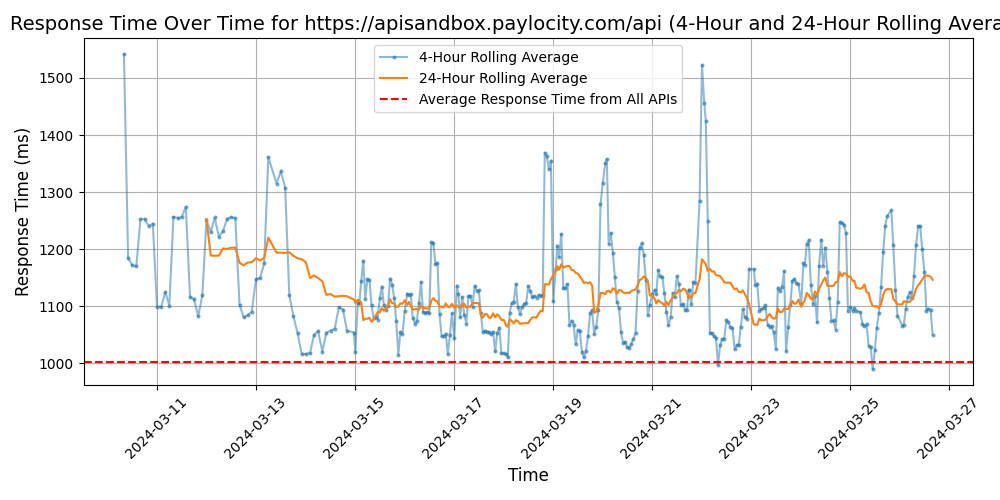 Response Time Over Time for https://apisandbox.paylocity.com/api (4-Hour and 24-Hour Rolling Avera
4-Hour Rolling Average
24-Hour Rolling Average
Average Response Time from All APIs
Response Time (ms)
1500
1400
1300
1200
1100
1000
2024-03-11
2024-03-13
2024-03-15
2024-03-17
2024-03-19
2024-03-21
2024-03-23
2024-03-25
2024-03-27
Time